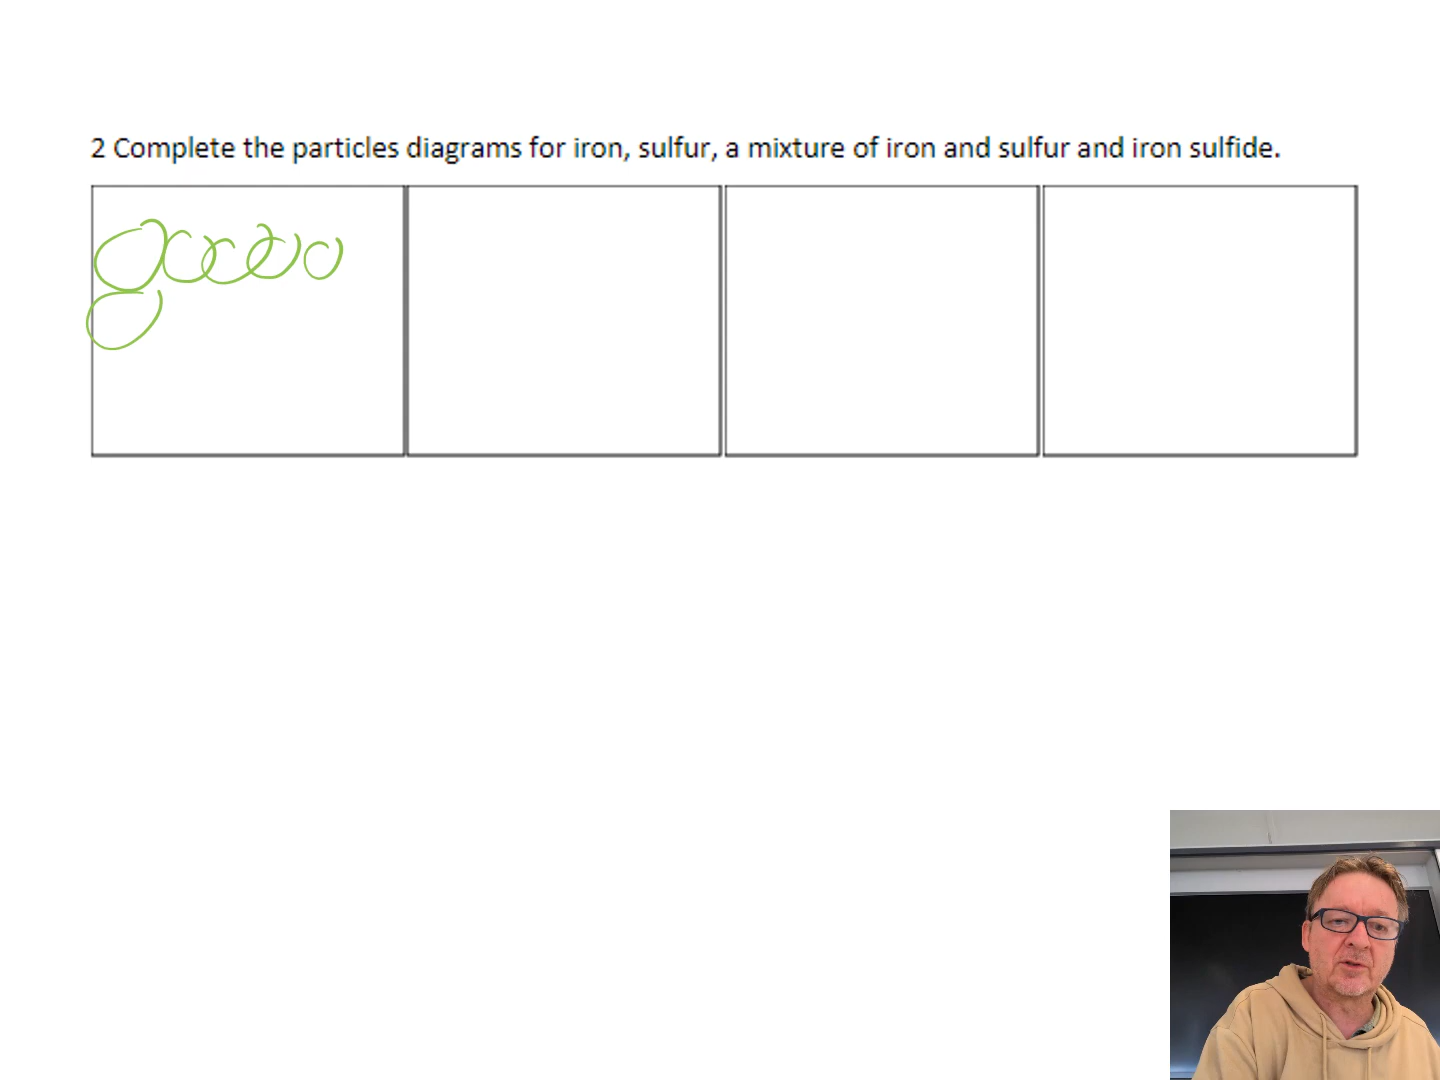 2 Complete the particles diagrams for iron, sulfur, a mixture of iron and sulfur and iron sulfide.